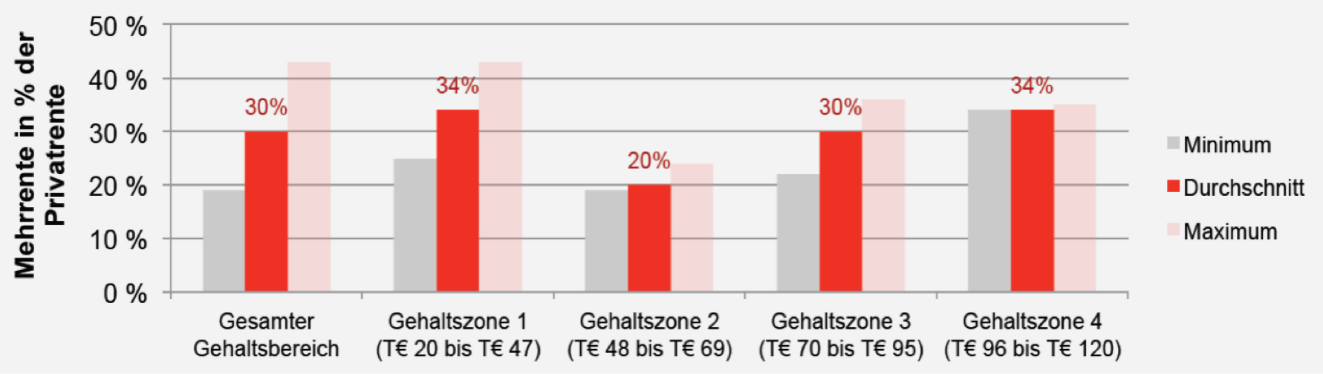 Mehrrente in % der
Privatrente
50 %
40 %
30 %
20 %
10 %
0 %
30%
34%
20%
30%
34%
Gesamter
Gehaltsbereich
Gehaltszone 1
(T€ 20 bis T€ 47)
Gehaltszone 2
(T€ 48 bis T€ 69)
Gehaltszone 3
(T€ 70 bis T€ 95)
Gehaltszone 4
(T€ 96 bis T€ 120)
Minimum
Durchschnitt
Maximum